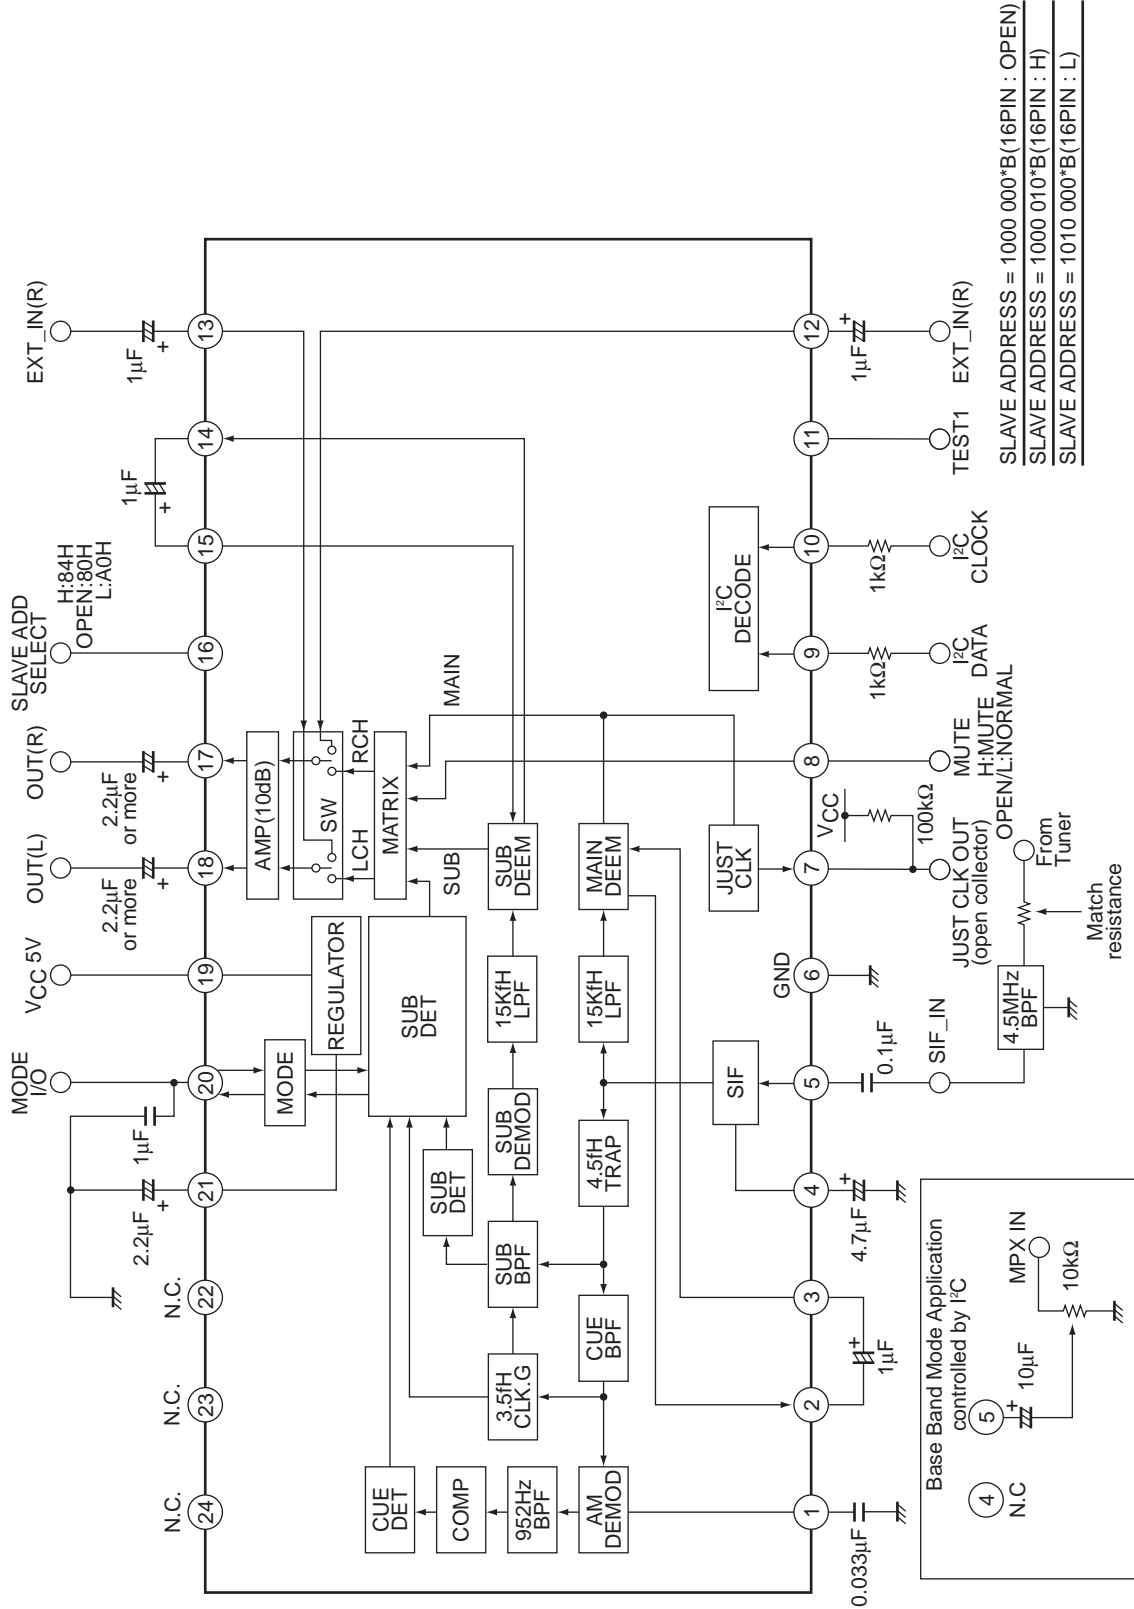 N.C.
N.C.
N.C.
MODE
I/O
VCC 5V
OUT(L)
OUT(R)
SLAVE ADD
SELECT
H:84H
OPEN:80H
L:A0H
EXT_IN(R)
2.2µF
1µF
2.2µF
or more
2.2µF
or more
1µF
1µF
+
+
+
+
+
24
23
22
21
20
19
18
17
16
15
14
13
CUE
DET
COMP
952Hz
BPF
AM
DEMOD
3.5fH
CLK.G
CUE
BPF
SUB
BPF
SUB
DET
SUB
DEMOD
4.5fH
TRAP
MODE
SUB
DET
REGULATOR
15KfH
LPF
15KfH
LPF
SIF
AMP(10dB)
SW
LCH
RCH
MATRIX
SUB
MAIN
SUB
DEEM
MAIN
DEEM
JUST
CLK
I²C
DECODE
1
2
3
4
5
6
7
8
9
10
11
12
0.033µF
+
1µF
+
4.7µF
0.1µF
SIF_IN
GND
VCC
100kΩ
JUST CLK OUT
(open collector)
MUTE
H:MUTE
OPEN/L:NORMAL
1kΩ
I²C
DATA
1kΩ
I²C
CLOCK
TEST1
+
1µF
EXT_IN(R)
4.5MHz
BPF
From
Tuner
Match
resistance
Base Band Mode Application
controlled by I²C
4
N.C
5
+
10µF
MPX IN
10kΩ
SLAVE ADDRESS = 1000 000*B(16PIN : OPEN)
SLAVE ADDRESS = 1000 010*B(16PIN : H)
SLAVE ADDRESS = 1010 000*B(16PIN : L)